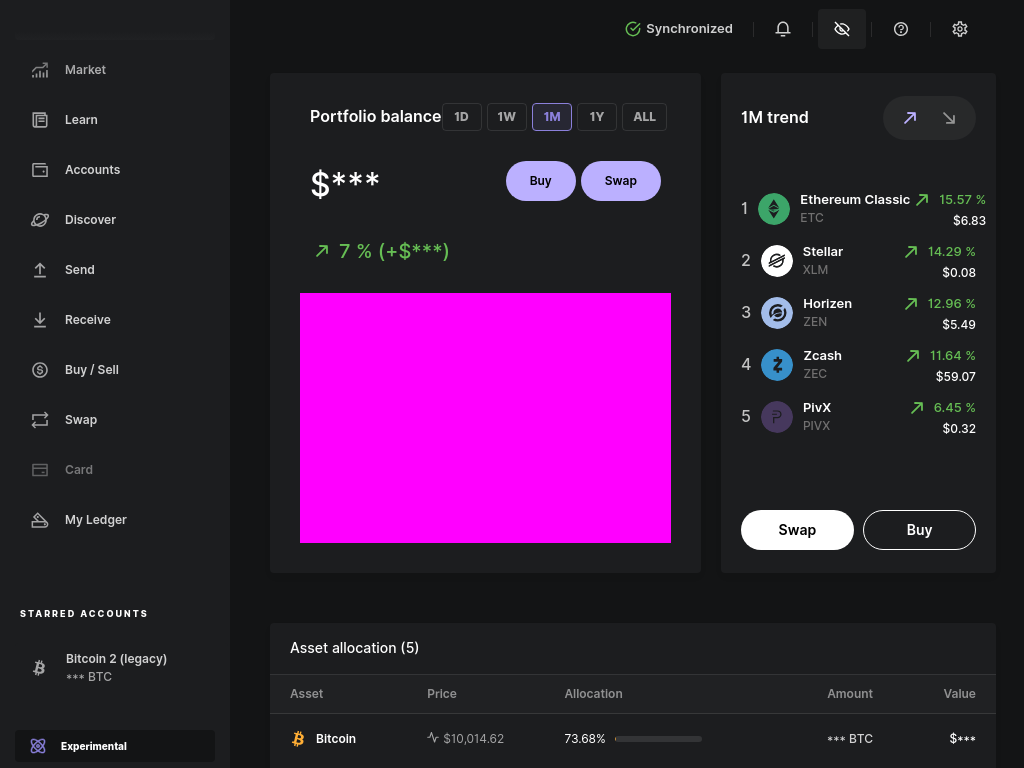 Synchronized
Market
Learn
Accounts
Discover
Send
Receive
Buy / Sell
Swap
Card
My Ledger
STARRED ACCOUNTS
Bitcoin 2 (legacy)
*** BTC
Experimental
Portfolio balance
1D 1W 1M 1Y ALL
$***
Buy Swap
7 % (+$***)
1M trend
1 Ethereum Classic 15.57 %
ETC $6.83
2 Stellar 14.29 %
XLM $0.08
3 Horizen 12.96 %
ZEN $5.49
4 Zcash 11.64 %
ZEC $59.07
5 PivX 6.45 %
PIVX $0.32
Swap Buy
Asset allocation (5)
Asset Price Allocation Amount Value
Bitcoin $10,014.62 73.68% *** BTC $***